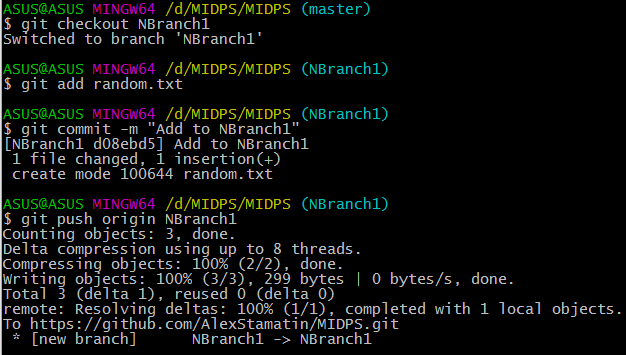 ASUS@ASUS MINGW64 /d/MIDPS/MIDPS (master)
$ git checkout NBranch1
Switched to branch 'NBranch1'
ASUS@ASUS MINGW64 /d/MIDPS/MIDPS (NBranch1)
$ git add random.txt
ASUS@ASUS MINGW64 /d/MIDPS/MIDPS (NBranch1)
$ git commit -m "Add to NBranch1"
[NBranch1 d08ebd5] Add to NBranch1
 1 file changed, 1 insertion(+)
 create mode 100644 random.txt
ASUS@ASUS MINGW64 /d/MIDPS/MIDPS (NBranch1)
$ git push origin NBranch1
Counting objects: 3, done.
Delta compression using up to 8 threads.
Compressing objects: 100% (2/2), done.
Writing objects: 100% (3/3), 299 bytes | 0 bytes/s, done.
Total 3 (delta 1), reused 0 (delta 0)
remote: Resolving deltas: 100% (1/1), completed with 1 local objects.
To https://github.com/AlexStamatin/MIDPS.git
 * [new branch]      NBranch1 -> NBranch1